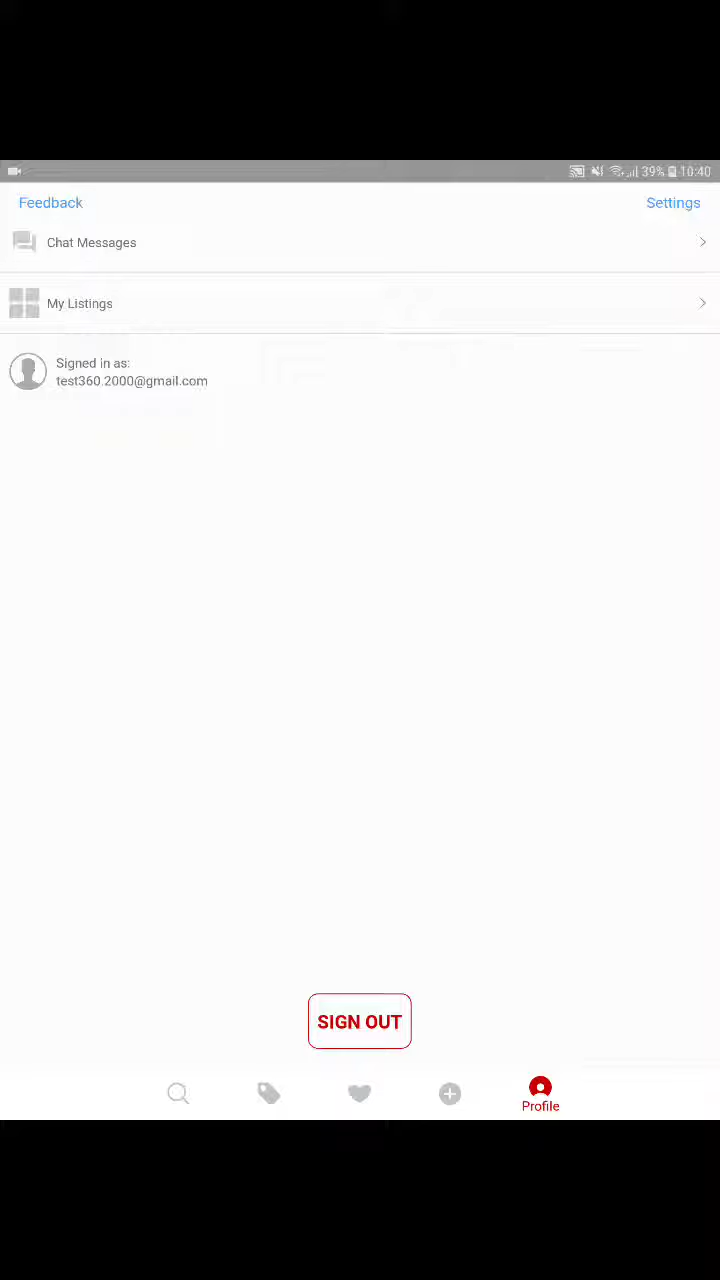 39% 10:40
Feedback
Settings
Chat Messages
My Listings
Signed in as:
test360.2000@gmail.com
SIGN OUT
Profile